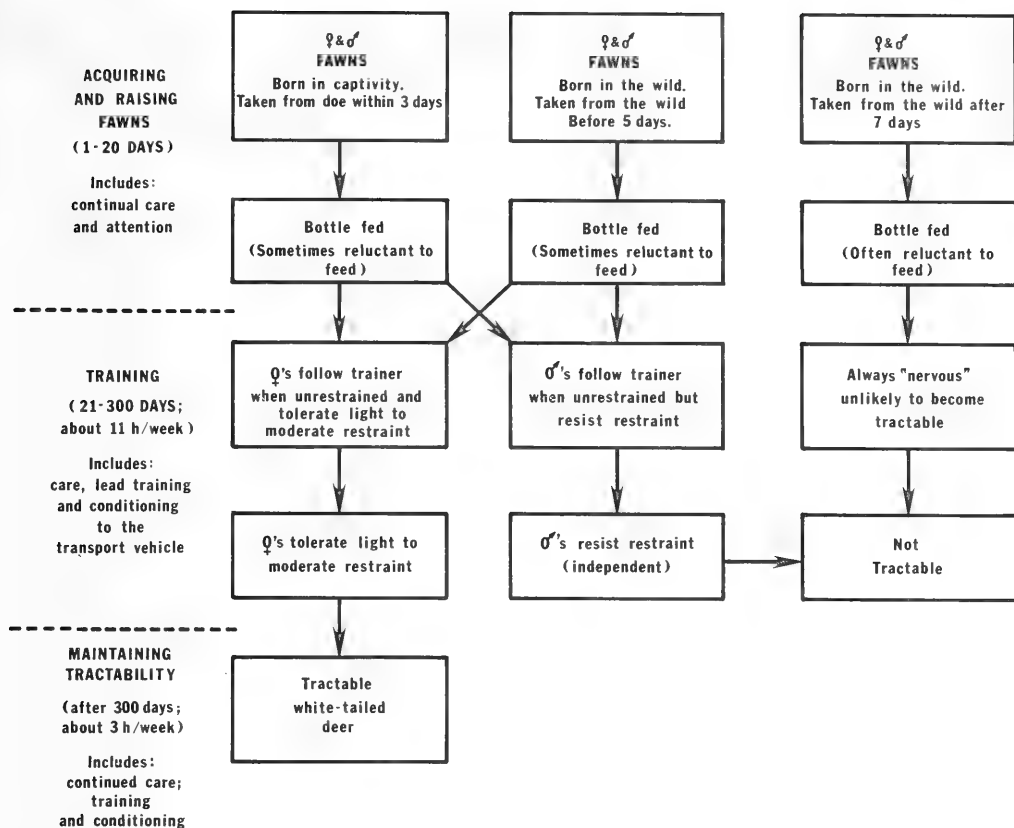 ACQUIRING
AND RAISING
FAWNS
(1-20 DAYS)
Includes:
continual care
and attention
♀&♂
FAWNS
Born in captivity.
Taken from doe within 3 days
♀&♂
FAWNS
Born in the wild.
Taken from the wild
Before 5 days.
♀&♂
FAWNS
Born in the wild.
Taken from the wild after
7 days
Bottle fed
(Sometimes reluctant to
feed)
Bottle fed
(Sometimes reluctant to
feed)
Bottle fed
(Often reluctant to
feed)
TRAINING
(21-300 DAYS;
about 11 h/week)
Includes:
care, lead training
and conditioning
to the
transport vehicle
♀'s follow trainer
when unrestrained and
tolerate light to
moderate restraint
♂'s follow trainer
when unrestrained but
resist restraint
Always "nervous"
unlikely to become
tractable
♀'s tolerate light to
moderate restraint
♂'s resist restraint
(independent)
Not
Tractable
MAINTAINING
TRACTABILITY
(after 300 days;
about 3 h/week)
Includes:
continued care;
training
and conditioning
Tractable
white-tailed
deer